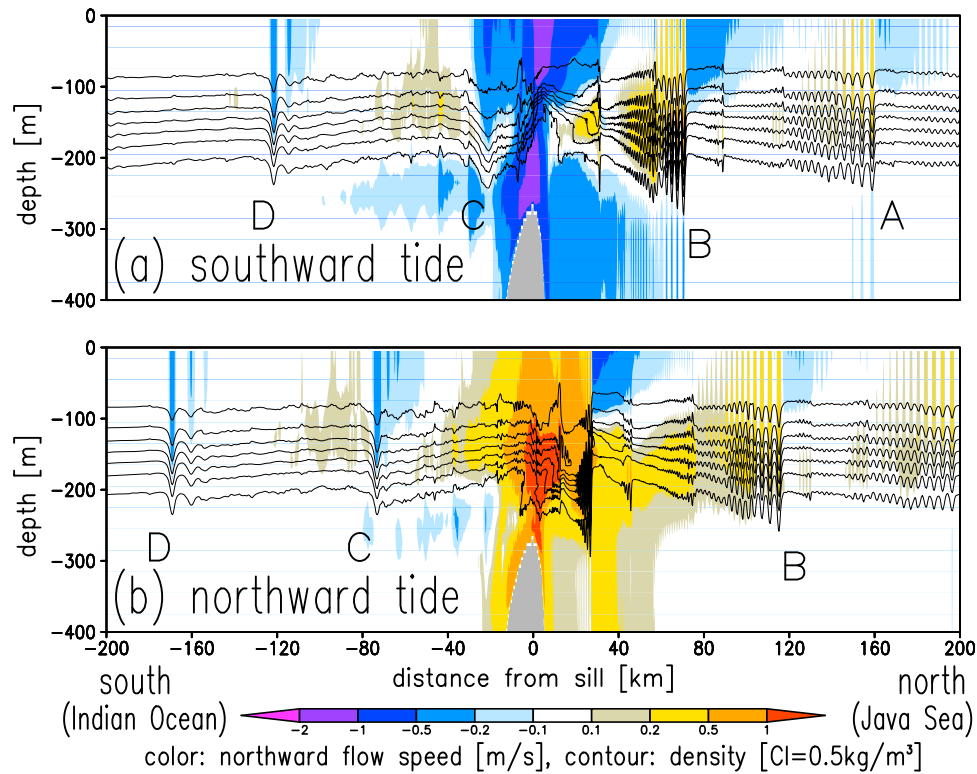 0
-100
-200
-300
-400
depth [m]
D
C
B
A
(a) southward tide
0
-100
-200
-300
-400
depth [m]
D
C
B
(b) northward tide
-200 -160 -120 -80 -40 0 40 80 120 160 200
distance from sill [km]
south
(Indian Ocean)
north
(Java Sea)
-2 -1 -0.5 -0.2 -0.1 0.1 0.2 0.5 1
color: northward flow speed [m/s], contour: density [CI=0.5kg/m³]